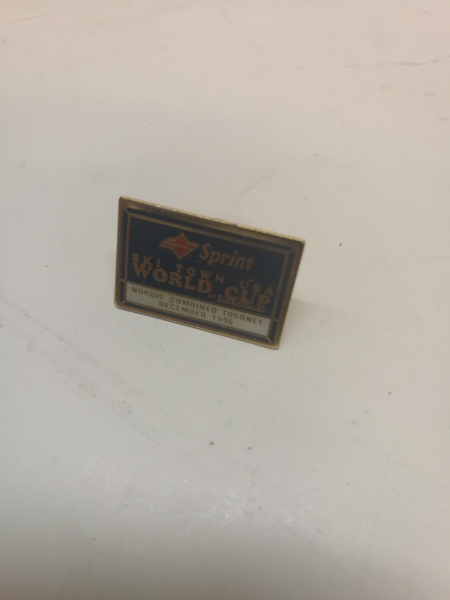 Sprint
SKI TOWN USA
WORLD CUP
NORDIC COMBINED TOURNEE
DECEMBER 1996